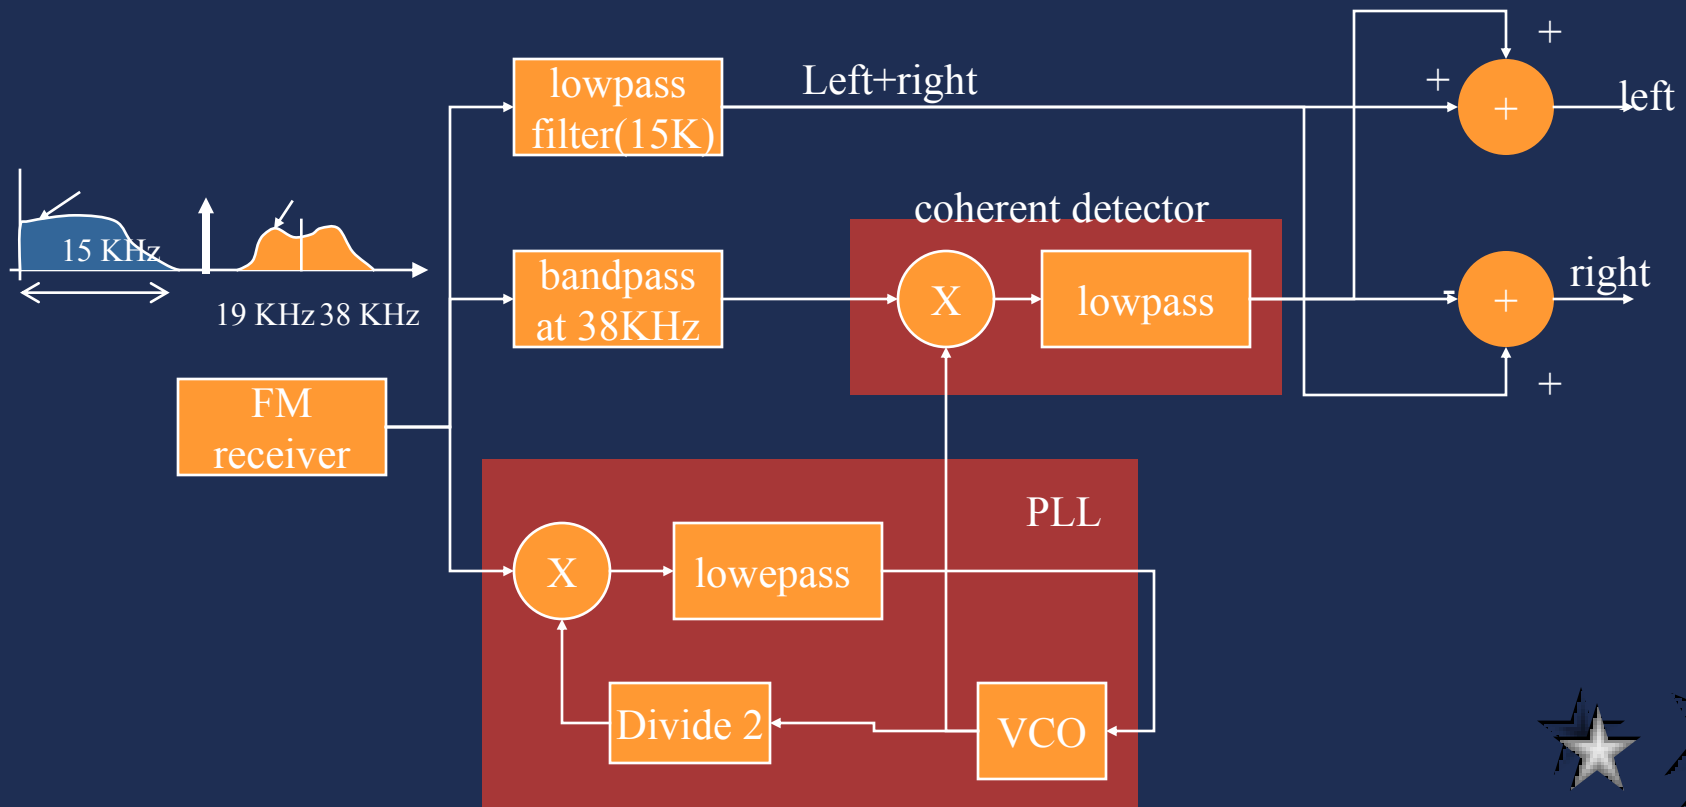 +
lowpass
filter(15K)
Left+right
+
+
left
coherent detector
15 KHz
19 KHz 38 KHz
bandpass
at 38KHz
X
lowpass
-
+
right
+
FM
receiver
PLL
X
lowepass
Divide 2
VCO